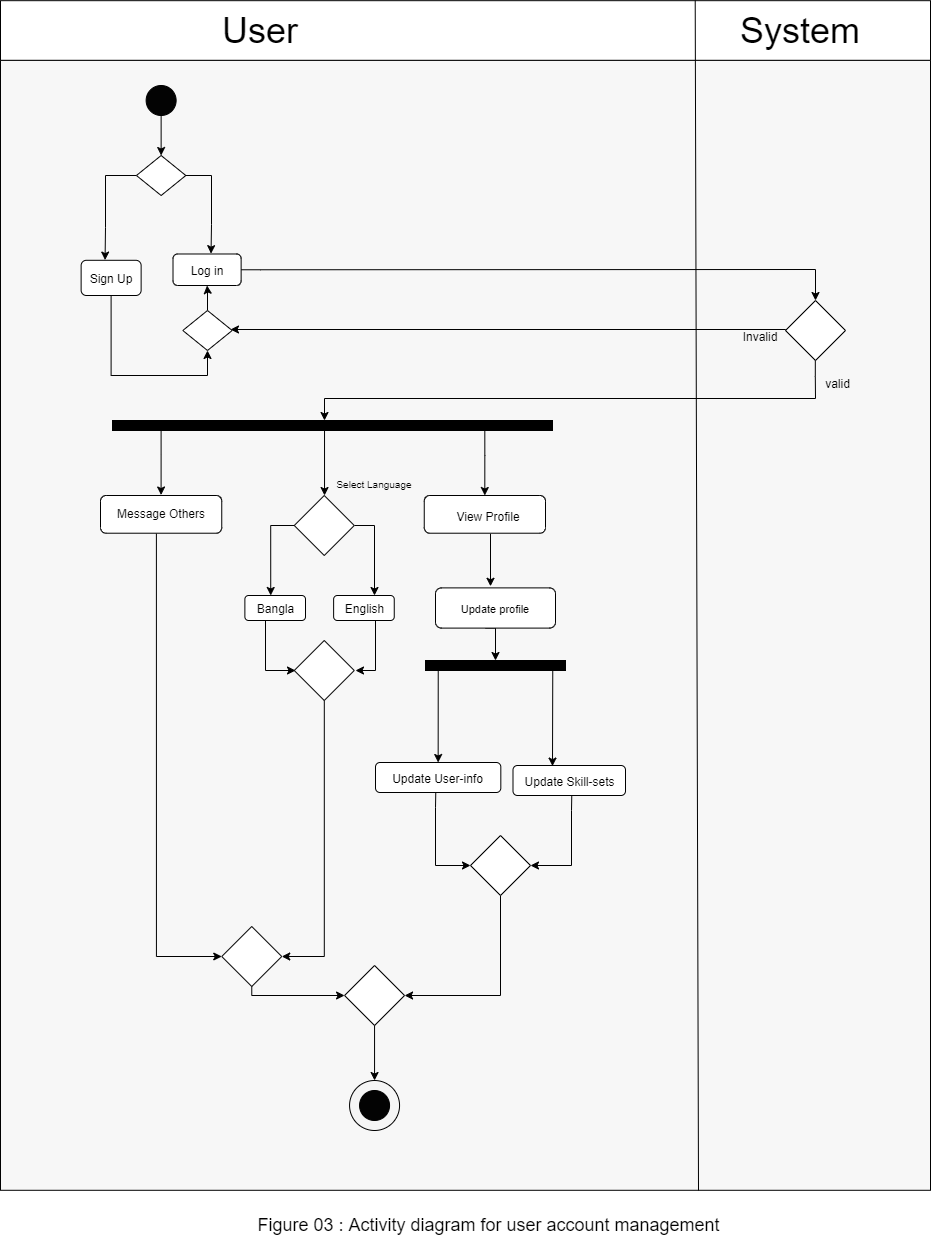 User
System
Sign Up
Log in
Invalid
valid
Select Language
Message Others
View Profile
Bangla
English
Update profile
Update User-info
Update Skill-sets
Figure 03 : Activity diagram for user account management